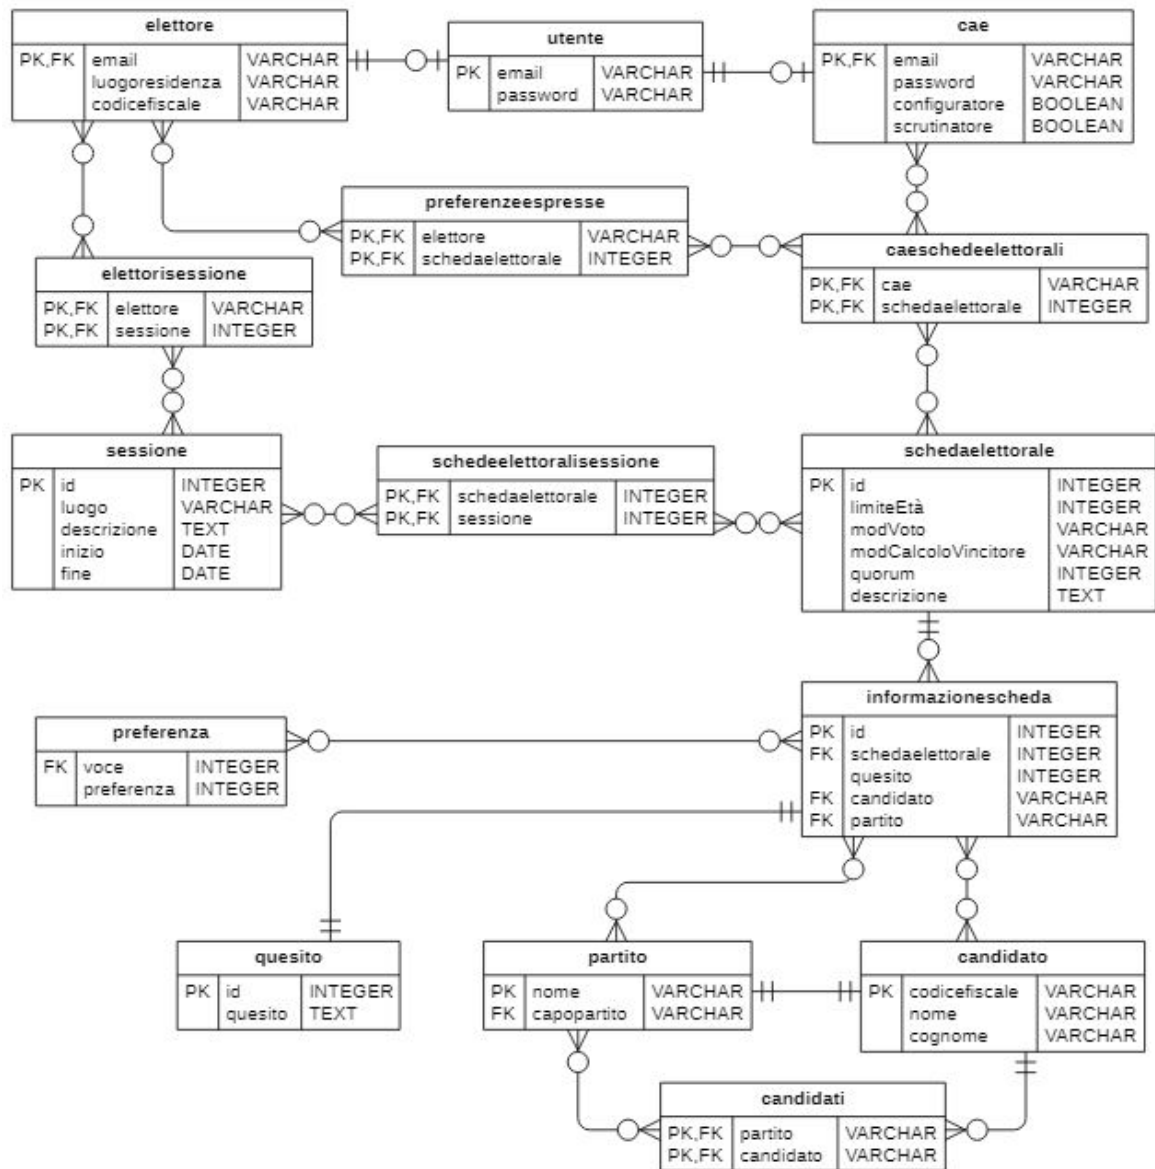 elettore
PK,FK email VARCHAR
luogoresidenza VARCHAR
codicefiscale VARCHAR
utente
PK email VARCHAR
password VARCHAR
cae
PK,FK email VARCHAR
password VARCHAR
configuratore BOOLEAN
scrutinatore BOOLEAN
preferenzeespresse
PK,FK elettore VARCHAR
PK,FK schedaelettorale INTEGER
caeschedeelettorali
PK,FK cae VARCHAR
PK,FK schedaelettorale INTEGER
elettorisessione
PK,FK elettore VARCHAR
PK,FK sessione INTEGER
sessione
PK id INTEGER
luogo VARCHAR
descrizione TEXT
inizio DATE
fine DATE
schedeelettoralisessione
PK,FK schedaelettorale INTEGER
PK,FK sessione INTEGER
schedaelettorale
PK id INTEGER
limiteEtà INTEGER
modVoto VARCHAR
modCalcoloVincitore VARCHAR
quorum INTEGER
descrizione TEXT
informazionescheda
PK id INTEGER
FK schedaelettorale INTEGER
quesito INTEGER
FK candidato VARCHAR
FK partito VARCHAR
preferenza
FK voce INTEGER
preferenza INTEGER
quesito
PK id INTEGER
quesito TEXT
partito
PK nome VARCHAR
FK capopartito VARCHAR
candidato
PK codicefiscale VARCHAR
nome VARCHAR
cognome VARCHAR
candidati
PK,FK partito VARCHAR
PK,FK candidato VARCHAR